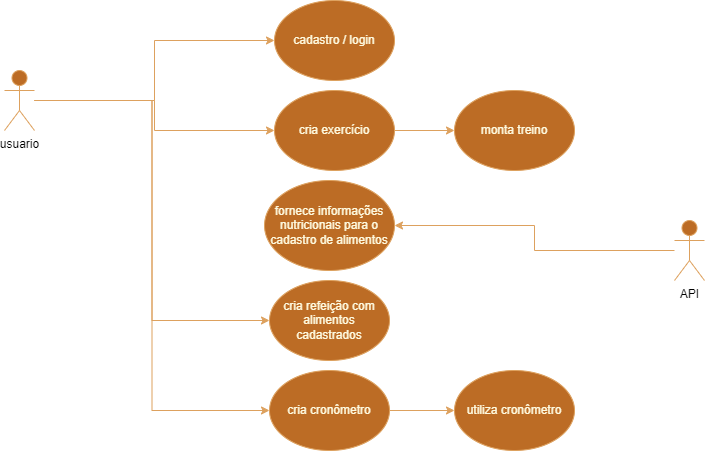 cadastro / login
usuario
cria exercício
monta treino
fornece informações
nutricionais para o
cadastro de alimentos
API
cria refeição com
alimentos
cadastrados
cria cronômetro
utiliza cronômetro